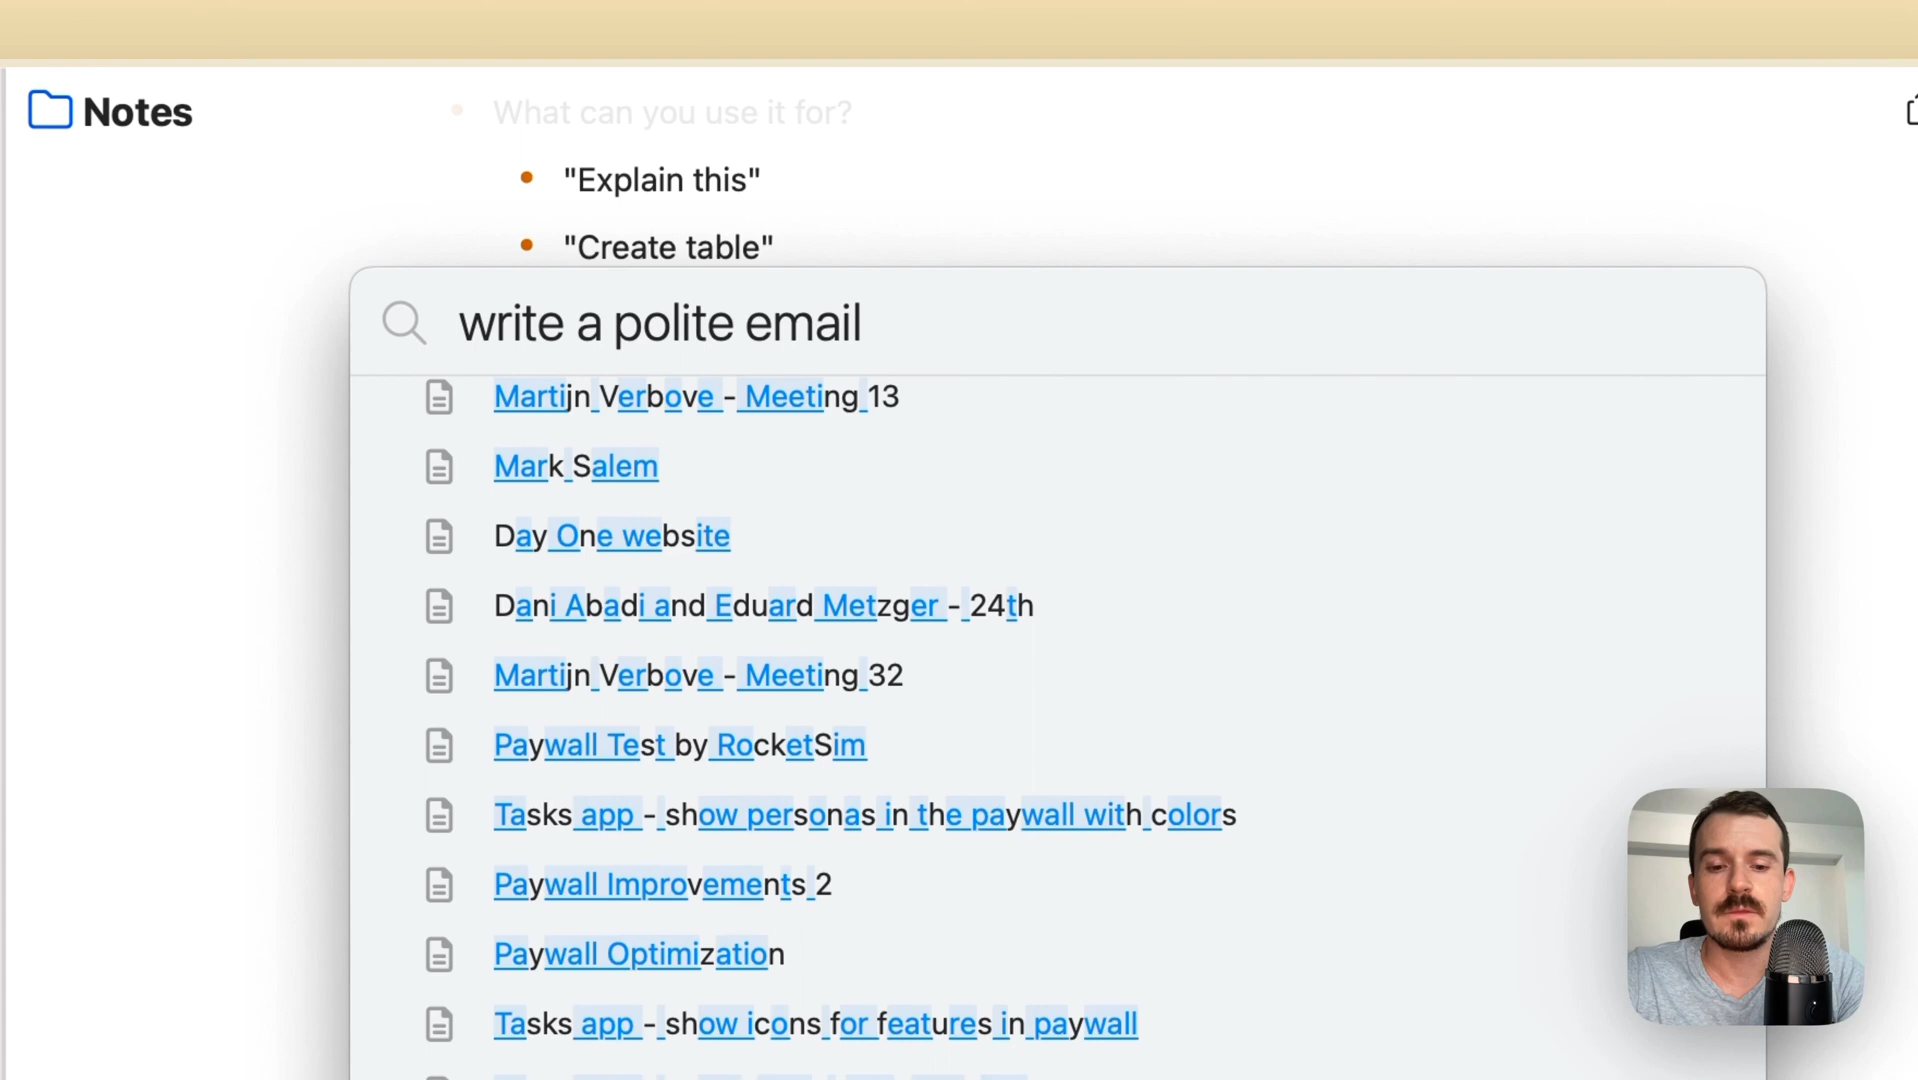 Notes
What can you use it for?
"Explain this"
"Create table"
write a polite email
Martijn Verbove - Meeting 13
Mark Salem
Day One website
Dani Abadi and Eduard Metzger - 24th
Martijn Verbove - Meeting 32
Paywall Test by RocketSim
Tasks app - show personas in the paywall with colors
Paywall Improvements 2
Paywall Optimization
Tasks app - show icons for features in paywall